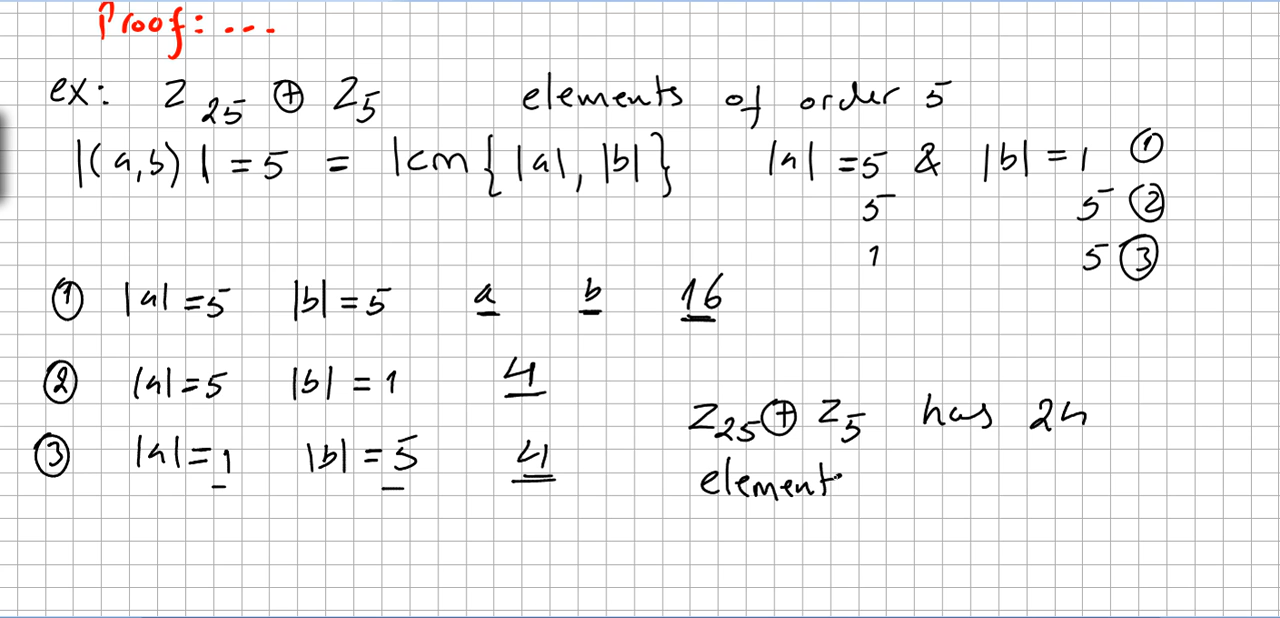 Proof: ...
ex: Z₂₅ ⊕ Z₅ elements of order 5
|(a,b)| = 5 = lcm{|a|, |b|} |a| = 5 & |b| = 1 ①
5 5 ②
1 5 ③
① |a| = 5 |b| = 5 a b 16
② |a| = 5 |b| = 1 4
③ |a| = 1 |b| = 5 4
Z₂₅ ⊕ Z₅ has 24
element